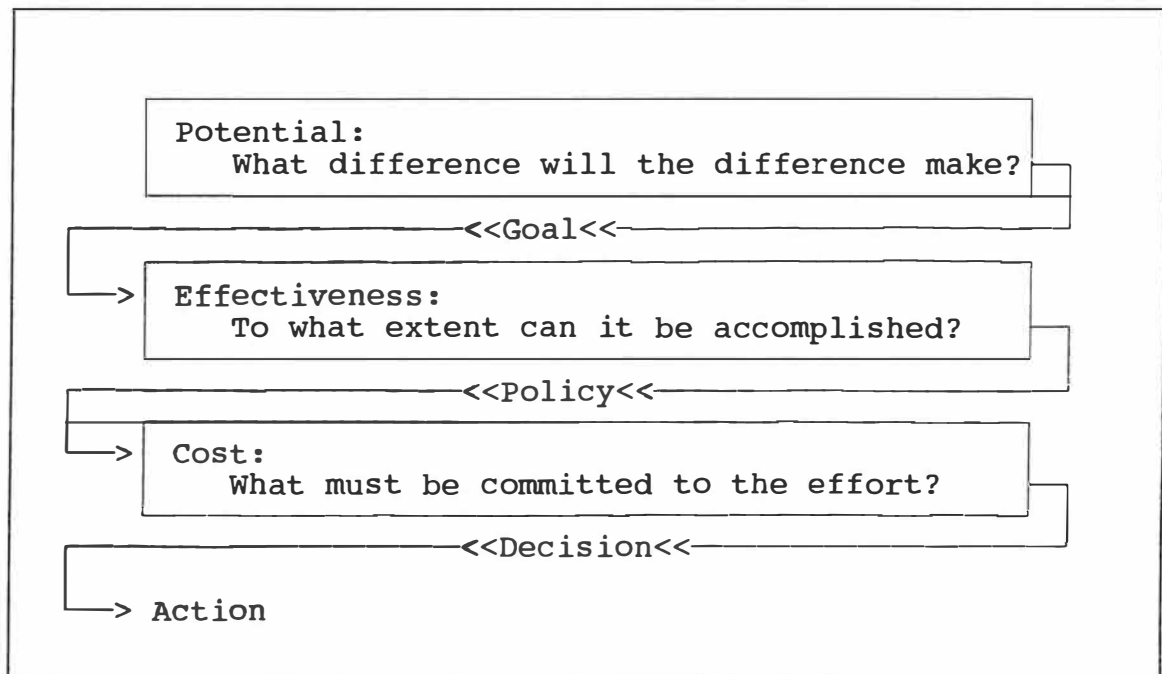 Potential:
What difference will the difference make?
<<Goal<<
> Effectiveness:
To what extent can it be accomplished?
<<Policy<<
> Cost:
What must be committed to the effort?
<<Decision<<
> Action